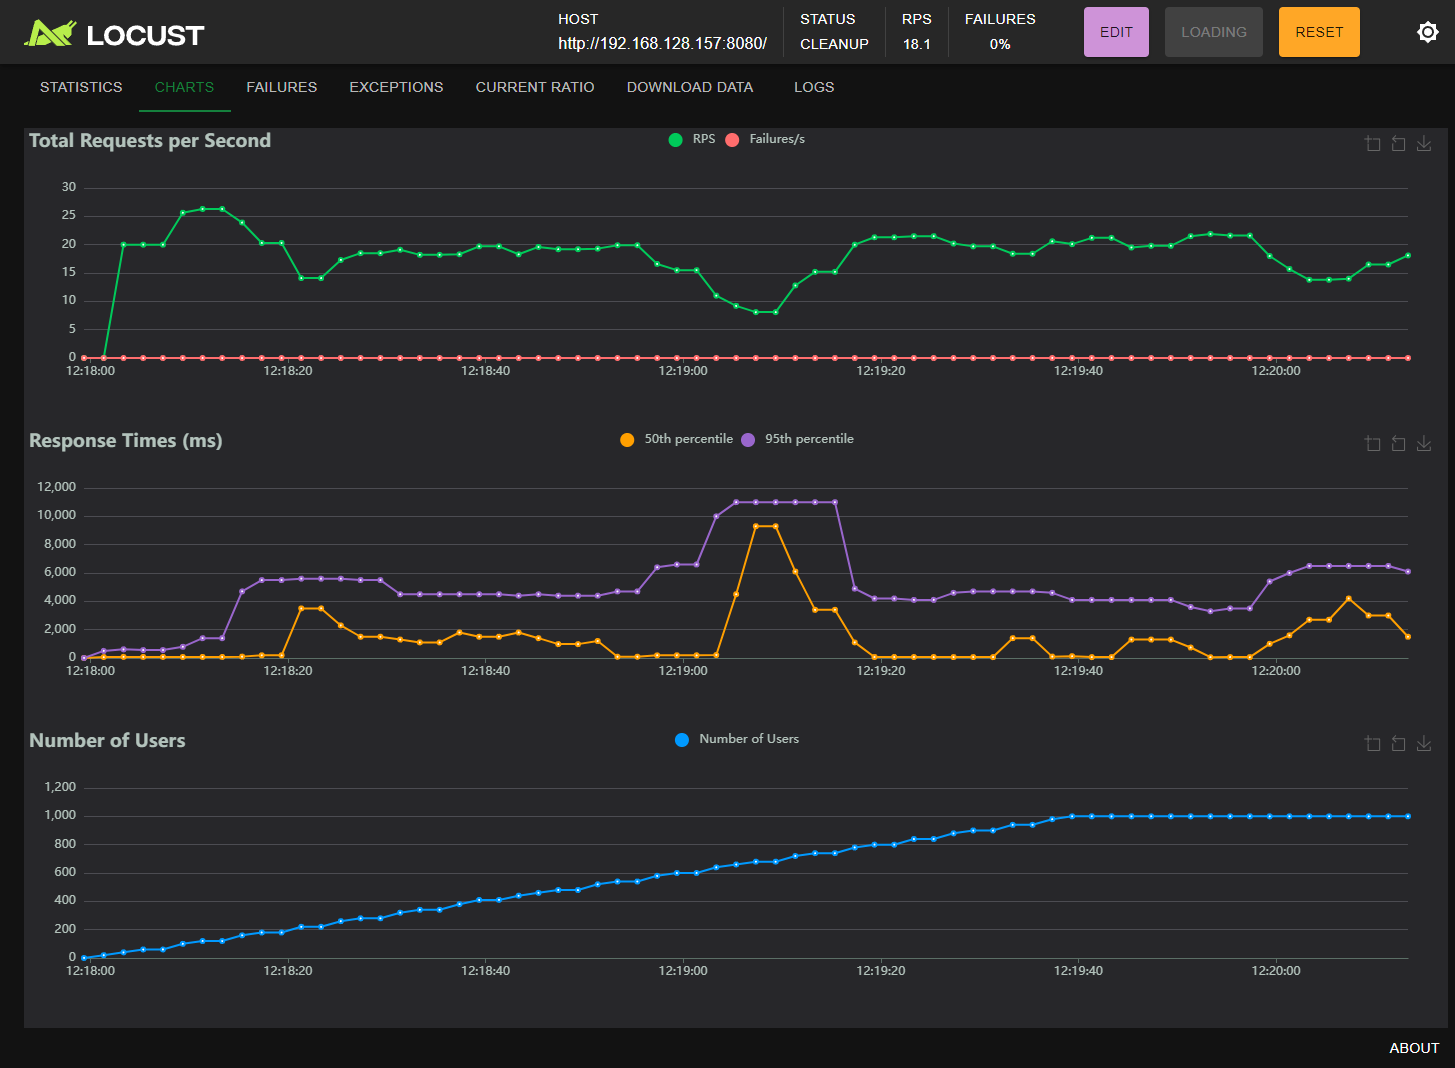 LOCUST
HOST
http://192.168.128.157:8080/
STATUS
CLEANUP
RPS
18.1
FAILURES
0%
EDIT
LOADING
RESET
STATISTICS
CHARTS
FAILURES
EXCEPTIONS
CURRENT RATIO
DOWNLOAD DATA
LOGS
Total Requests per Second
RPS
Failures/s
30
25
20
15
10
5
0
12:18:00
12:18:20
12:18:40
12:19:00
12:19:20
12:19:40
12:20:00
Response Times (ms)
50th percentile
95th percentile
12,000
10,000
8,000
6,000
4,000
2,000
0
12:18:00
12:18:20
12:18:40
12:19:00
12:19:20
12:19:40
12:20:00
Number of Users
Number of Users
1,200
1,000
800
600
400
200
0
12:18:00
12:18:20
12:18:40
12:19:00
12:19:20
12:19:40
12:20:00
ABOUT